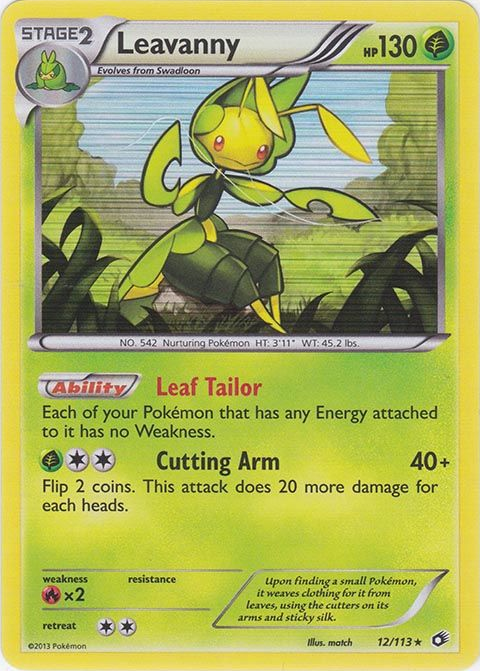 STAGE2 Leavanny HP130
Evolves from Swadloon
NO. 542 Nurturing Pokémon HT: 3'11" WT: 45.2 lbs.
Ability Leaf Tailor
Each of your Pokémon that has any Energy attached
to it has no Weakness.
Cutting Arm 40+
Flip 2 coins. This attack does 20 more damage for
each heads.
weakness resistance
×2
retreat
Upon finding a small Pokémon,
it weaves clothing for it from
leaves, using the cutters on its
arms and sticky silk.
©2013 Pokémon Illus. match 12/113 ★